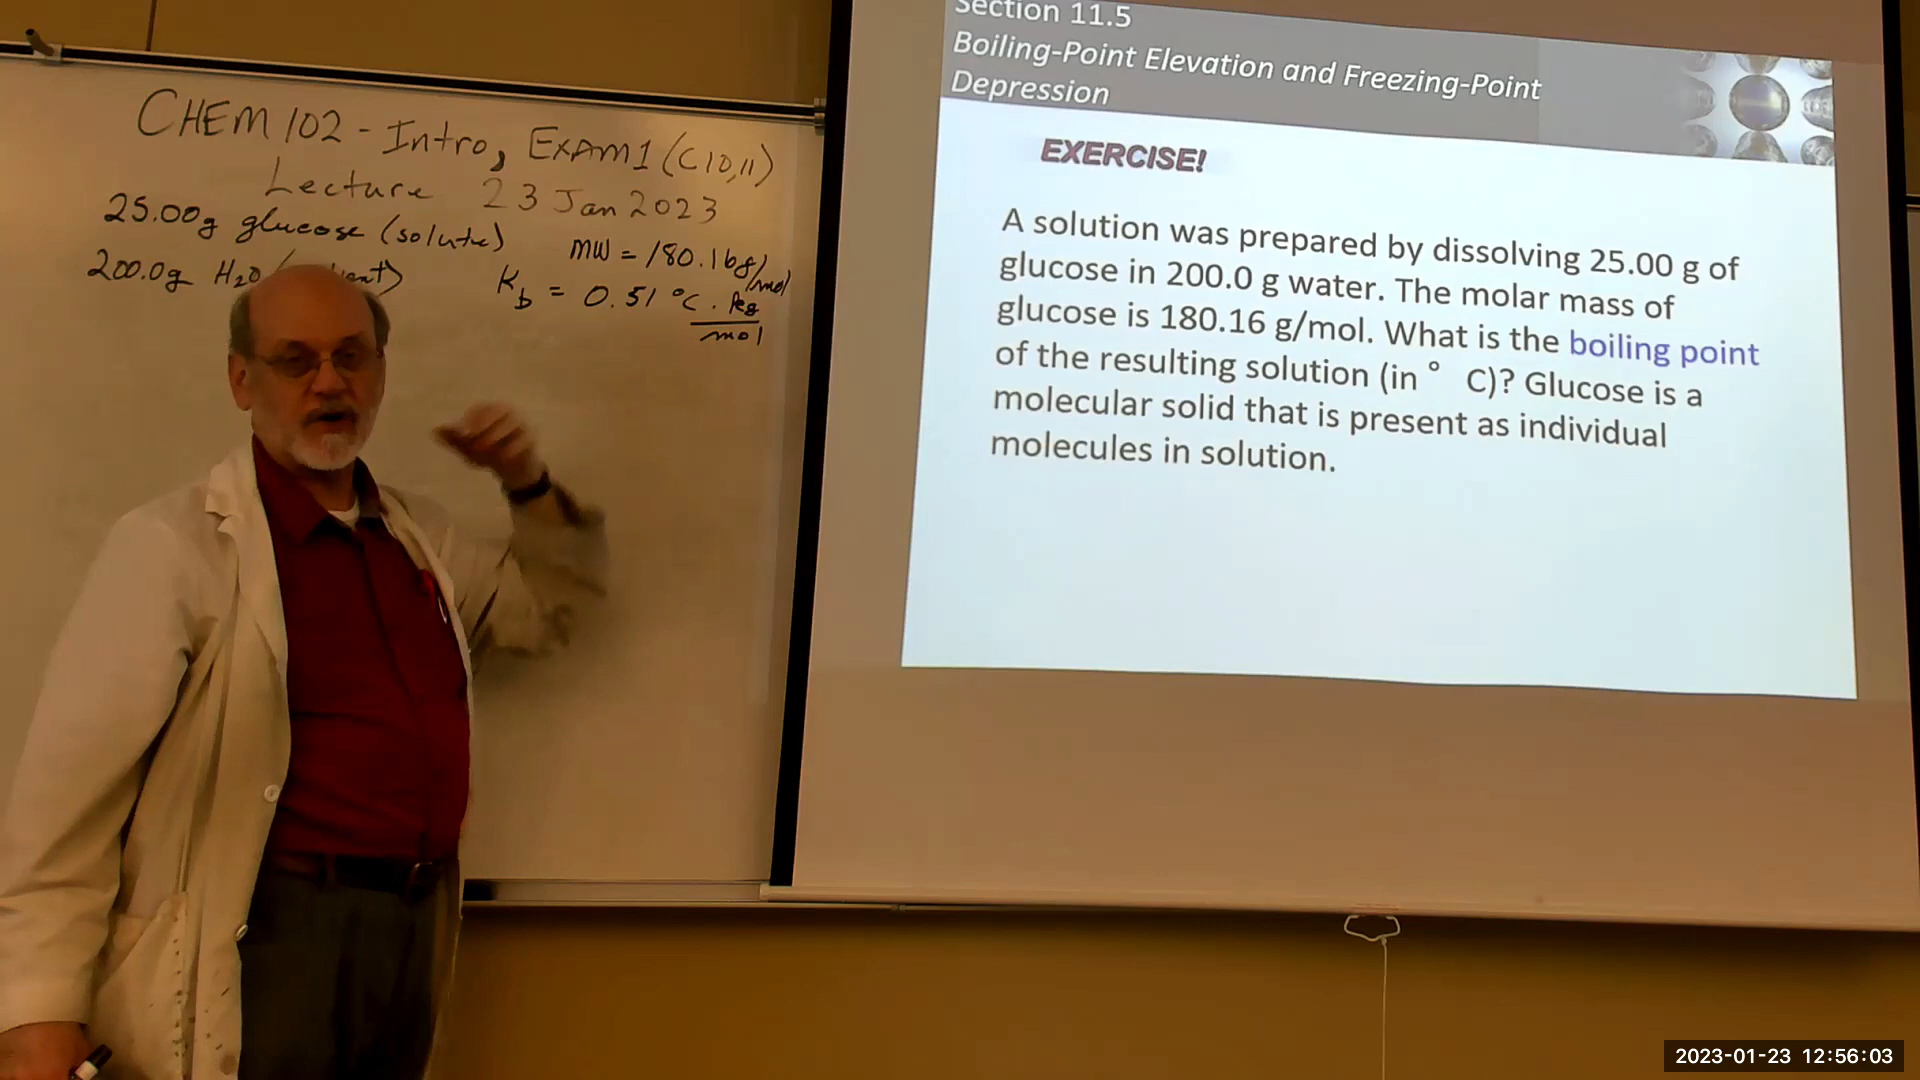 CHEM 102 - Intro, EXAM 1 (C10,11)
Lecture 23 Jan 2023
25.00g glucose (solute)
MW = 180.16g/mol
200.0g H2O
Kb = 0.51 °C · kg
mol
Section 11.5
Boiling-Point Elevation and Freezing-Point
Depression
EXERCISE!
A solution was prepared by dissolving 25.00 g of
glucose in 200.0 g water. The molar mass of
glucose is 180.16 g/mol. What is the boiling point
of the resulting solution (in ° C)? Glucose is a
molecular solid that is present as individual
molecules in solution.
2023-01-23 12:56:03